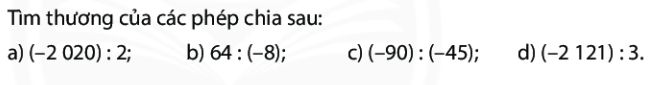 Tìm thương của các phép chia sau:
a) (–2 020) : 2; b) 64 : (–8); c) (–90) : (–45); d) (–2 121) : 3.